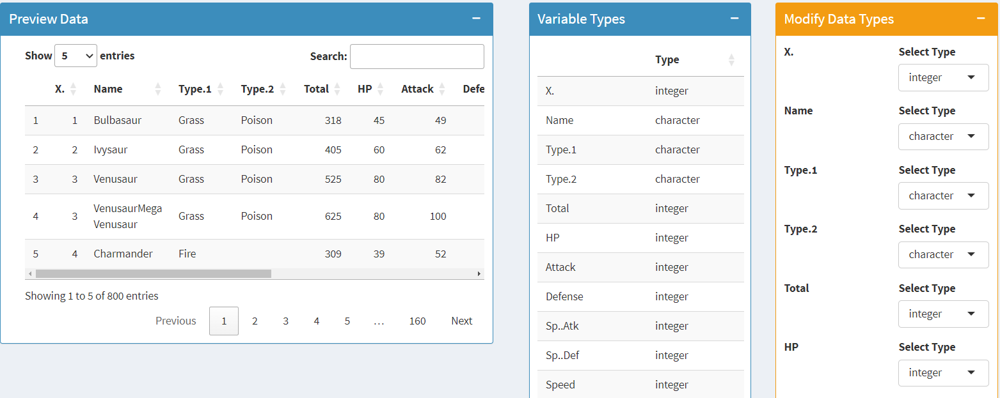 Preview Data
Show 5 entries Search:
X. Name Type.1 Type.2 Total HP Attack Defe
1 1 Bulbasaur Grass Poison 318 45 49
2 2 Ivysaur Grass Poison 405 60 62
3 3 Venusaur Grass Poison 525 80 82
4 3 VenusaurMega Venusaur Grass Poison 625 80 100
5 4 Charmander Fire 309 39 52
Showing 1 to 5 of 800 entries
Previous 1 2 3 4 5 … 160 Next
Variable Types
Type
X. integer
Name character
Type.1 character
Type.2 character
Total integer
HP integer
Attack integer
Defense integer
Sp..Atk integer
Sp..Def integer
Speed integer
Modify Data Types
X. Select Type
integer
Name Select Type
character
Type.1 Select Type
character
Type.2 Select Type
character
Total Select Type
integer
HP Select Type
integer